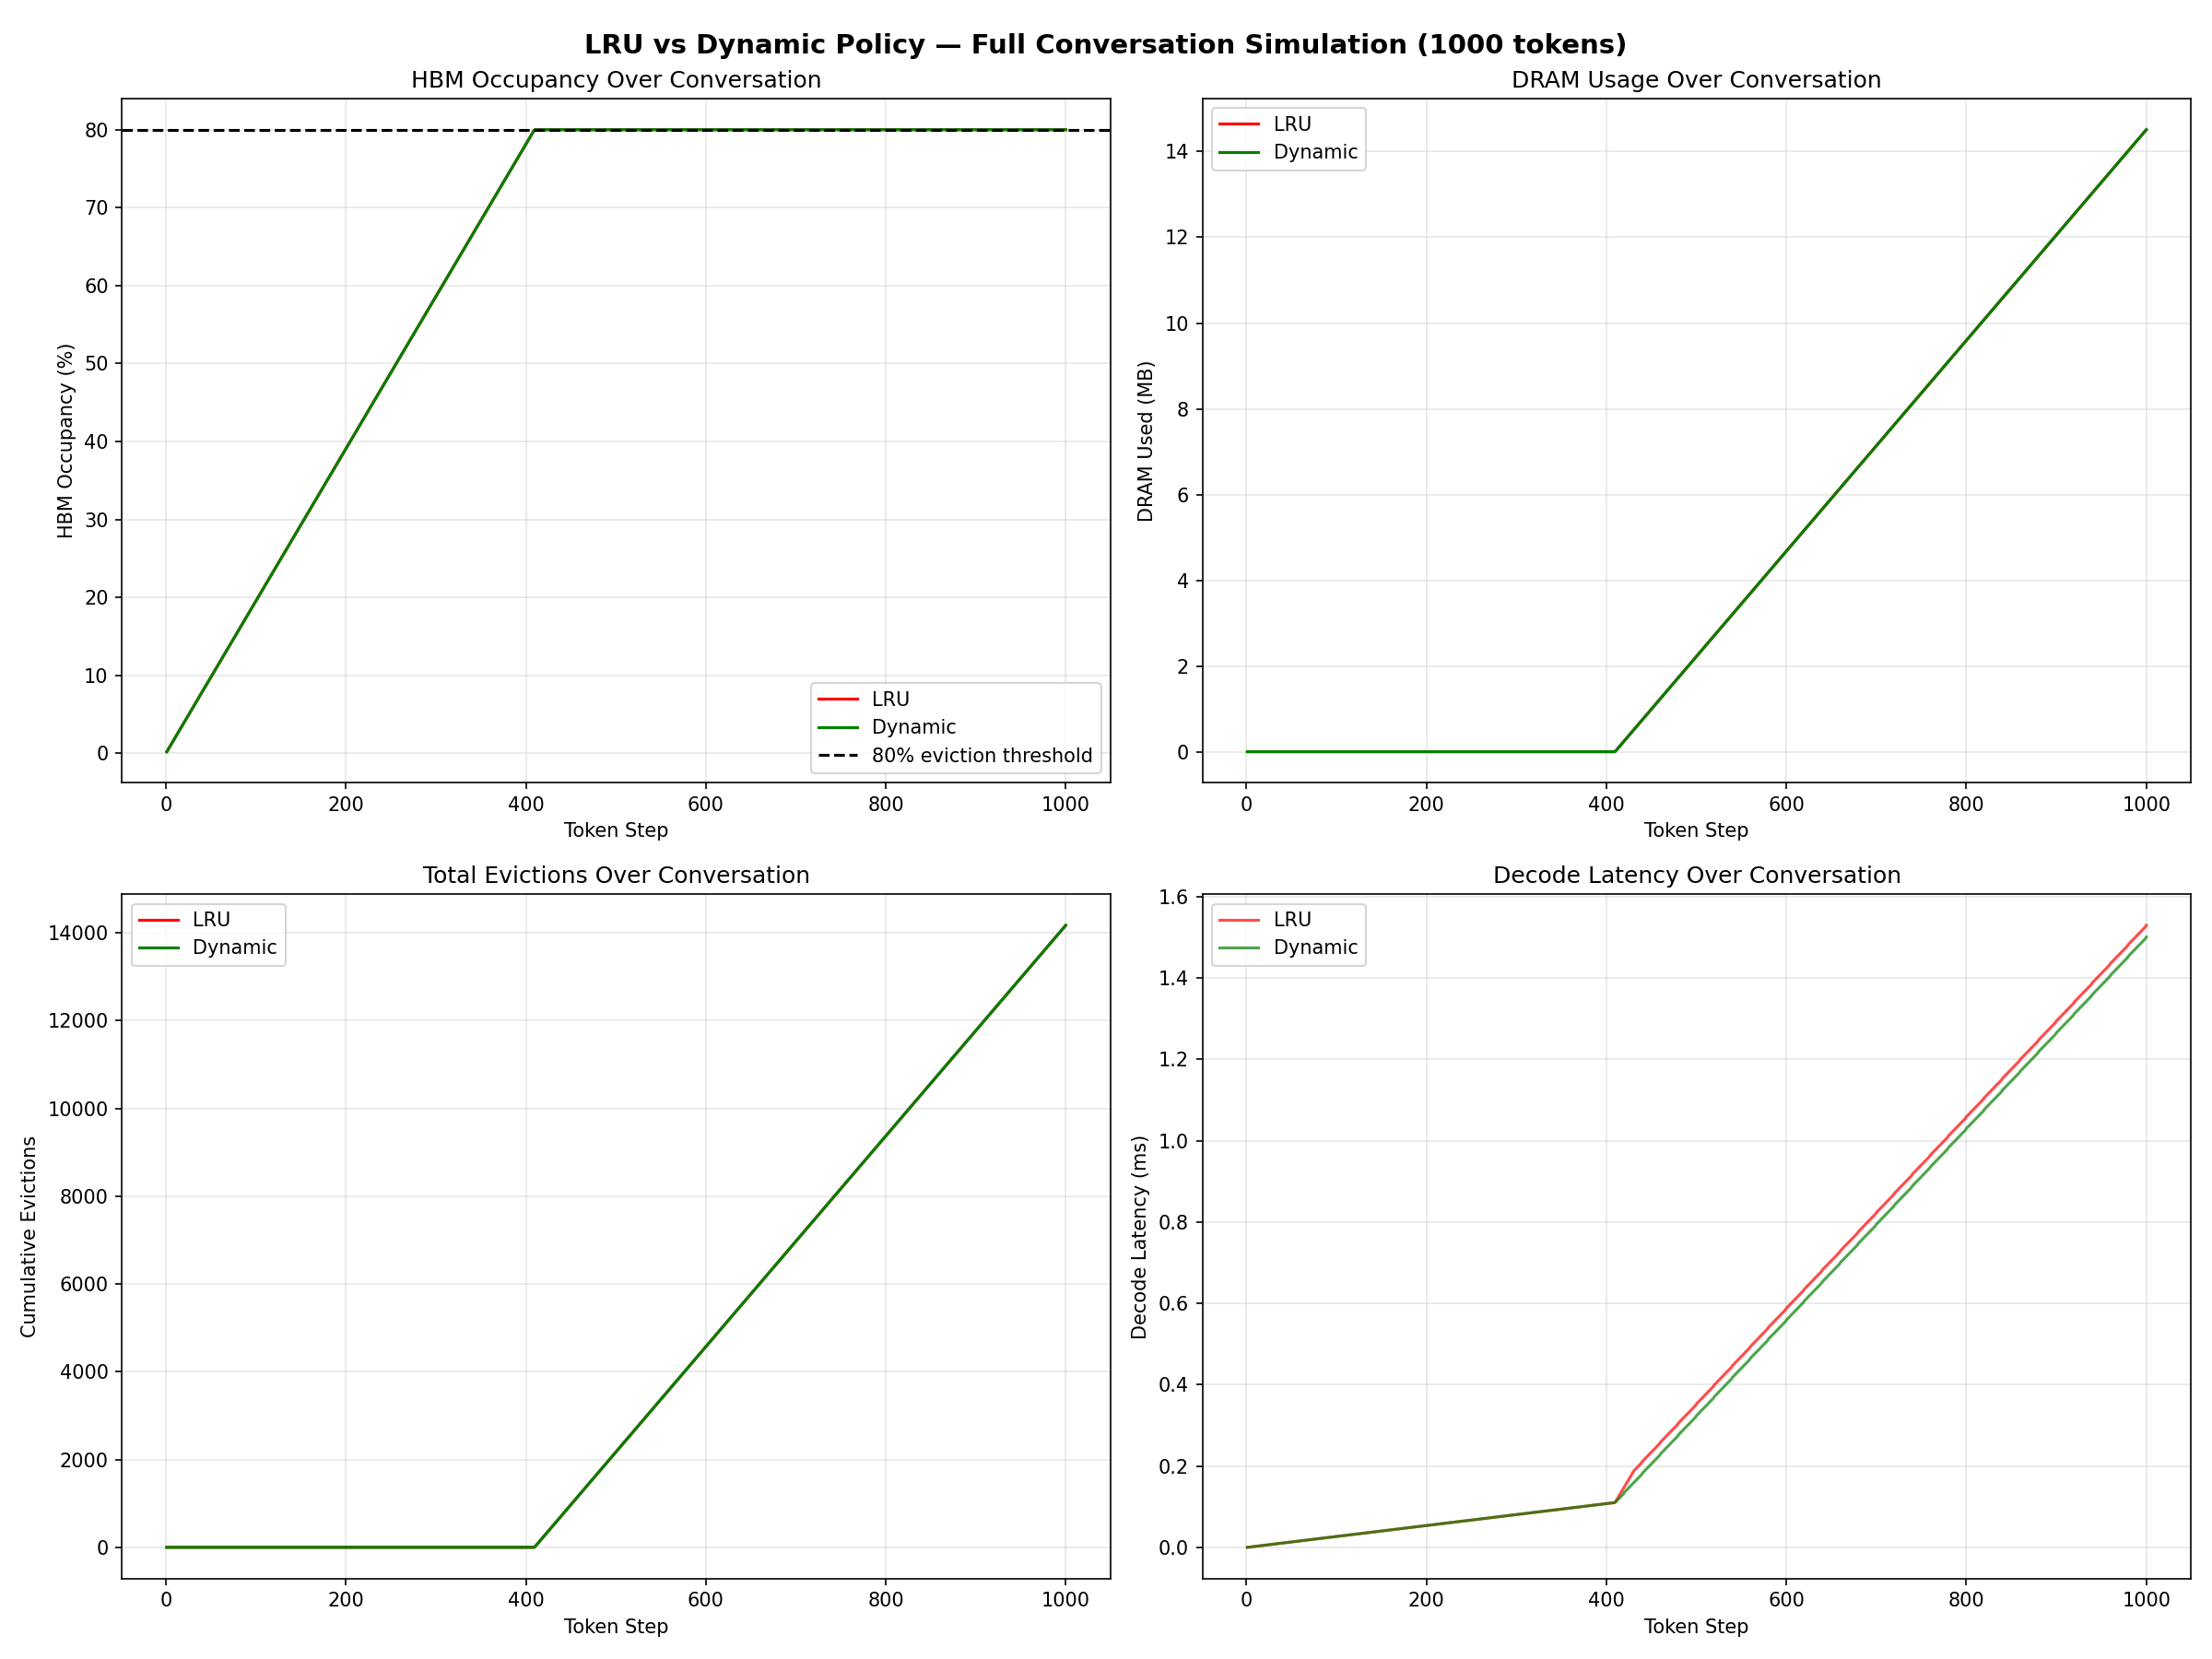 LRU vs Dynamic Policy — Full Conversation Simulation (1000 tokens)
HBM Occupancy Over Conversation
HBM Occupancy (%)
80
70
60
50
40
30
20
10
0
LRU
Dynamic
80% eviction threshold
0 200 400 600 800 1000
Token Step
DRAM Usage Over Conversation
DRAM Used (MB)
LRU
Dynamic
14
12
10
8
6
4
2
0
0 200 400 600 800 1000
Token Step
Total Evictions Over Conversation
Cumulative Evictions
LRU
Dynamic
14000
12000
10000
8000
6000
4000
2000
0
0 200 400 600 800 1000
Token Step
Decode Latency Over Conversation
Decode Latency (ms)
LRU
Dynamic
1.6
1.4
1.2
1.0
0.8
0.6
0.4
0.2
0.0
0 200 400 600 800 1000
Token Step